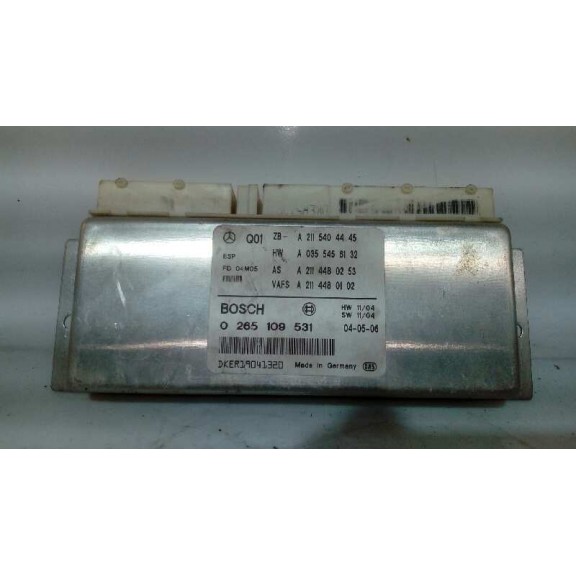 Q01 ZB- A 211 540 44 45
ESP HW A 035 545 81 32
FD 04M05 AS A 211 448 02 53
VAFS A 211 448 01 02
BOSCH HW 11/04
SW 11/04
0 265 109 531 04-05-06
DKER19041320 Made in Germany